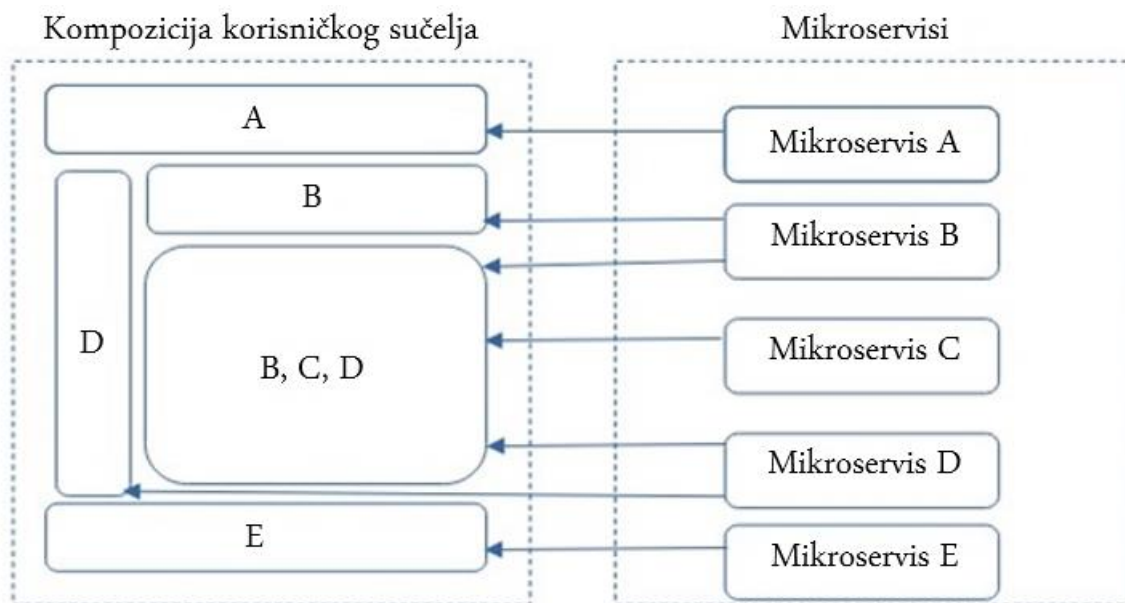 Kompozicija korisničkog sučelja
Mikroservisi
A
B
D
B, C, D
E
Mikroservis A
Mikroservis B
Mikroservis C
Mikroservis D
Mikroservis E